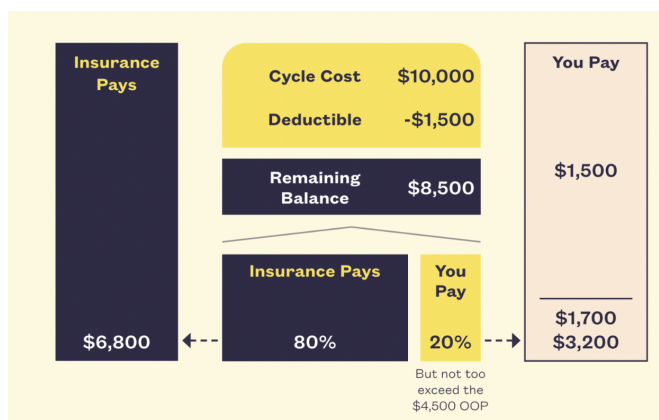 Insurance
Pays
$6,800
Cycle Cost $10,000
Deductible -$1,500
Remaining
Balance $8,500
Insurance Pays
80%
You
Pay
20%
But not too
exceed the
$4,500 OOP
You Pay
$1,500
$1,700
$3,200